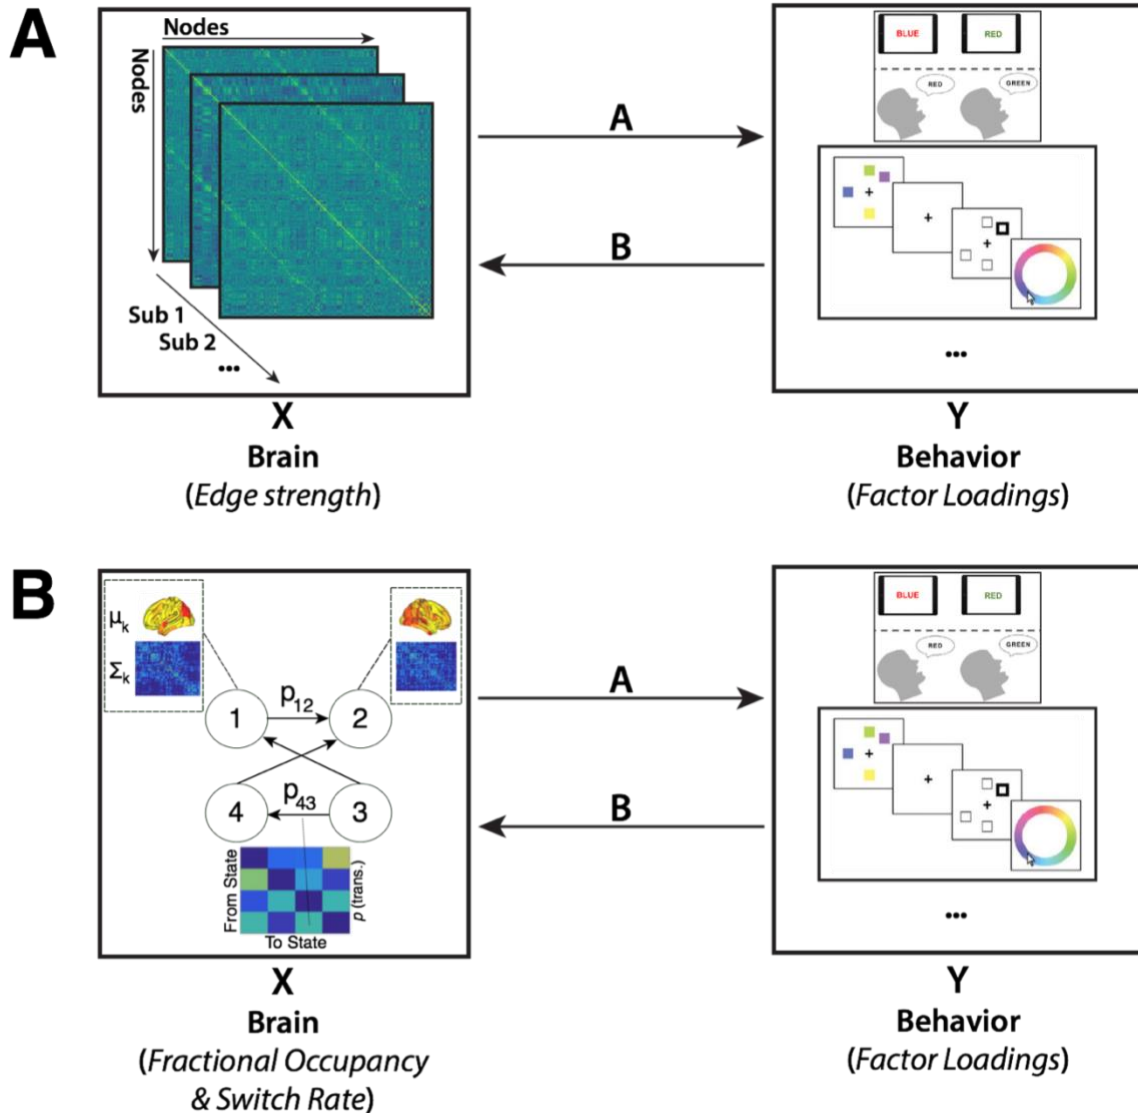 A
Nodes
Nodes
Sub 1
Sub 2
...
X
Brain
(Edge strength)
A
B
BLUE
RED
RED
GREEN
...
Y
Behavior
(Factor Loadings)
B
μk
Σk
1
p12
2
4
p43
3
From State
p (trans.)
To State
X
Brain
(Fractional Occupancy
& Switch Rate)
A
B
BLUE
RED
RED
GREEN
...
Y
Behavior
(Factor Loadings)